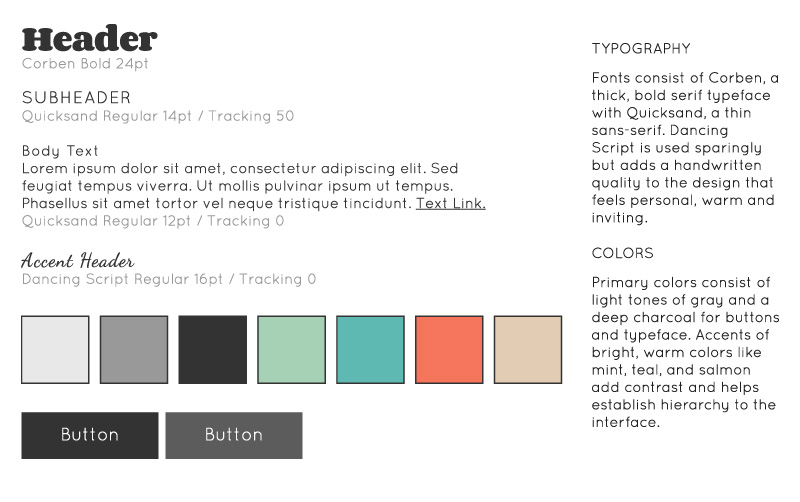 Header
Corben Bold 24pt
SUBHEADER
Quicksand Regular 14pt / Tracking 50
Body Text
Lorem ipsum dolor sit amet, consectetur adipiscing elit. Sed
feugiat tempus viverra. Ut mollis pulvinar ipsum ut tempus.
Phasellus sit amet tortor vel neque tristique tincidunt. Text Link.
Quicksand Regular 12pt / Tracking 0
Accent Header
Dancing Script Regular 16pt / Tracking 0
Button
Button
TYPOGRAPHY
Fonts consist of Corben, a
thick, bold serif typeface
with Quicksand, a thin
sans-serif. Dancing
Script is used sparingly
but adds a handwritten
quality to the design that
feels personal, warm and
inviting.
COLORS
Primary colors consist of
light tones of gray and a
deep charcoal for buttons
and typeface. Accents of
bright, warm colors like
mint, teal, and salmon
add contrast and helps
establish hierarchy to the
interface.